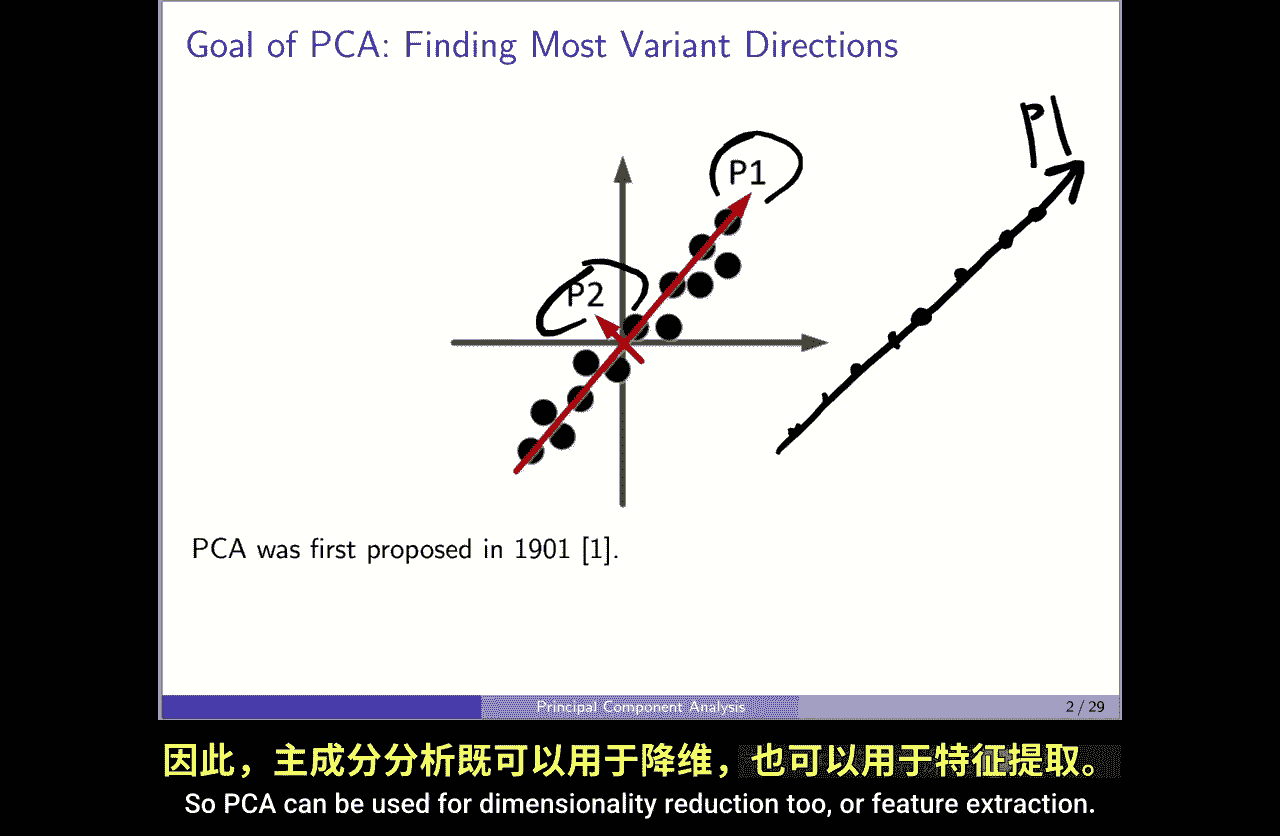 Goal of PCA: Finding Most Variant Directions
P1
P1
P2
PCA was first proposed in 1901 [1].
Principal Component Analysis
2 / 29
因此，主成分分析既可以用于降维，也可以用于特征提取。
So PCA can be used for dimensionality reduction too, or feature extraction.